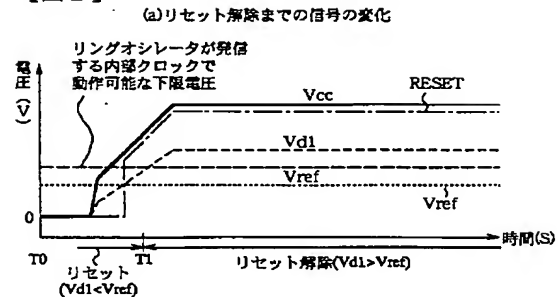 (a)リセット解除までの信号の変化
リングオシレータが発信
する内部クロックで
動作可能な下限電圧
電圧(V)
Vcc
RESET
Vd1
Vref
Vref
0
時間(S)
T0
T1
リセット
(Vd1<Vref)
リセット解除(Vd1>Vref)